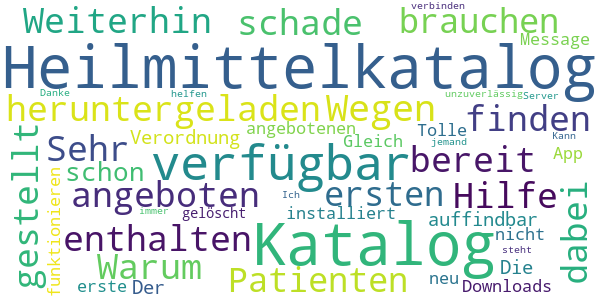 verbinden
Weiterhin schade brauchen
Message
Heilmittelkatalog
Danke helfen unzuverlässig Server
heruntergeladen Wegen finden
Verordnung angebotenen Gleich Tolle Kann
jemand
Sehr verfügbar bereit App
schon
gestellt funktionieren angeboten ersten Hilfe dabei
Ich
immer gelöscht installiert auffindbar
enthalten Katalog nicht
steht
Warum Patienten Die
erste Der neu Downloads